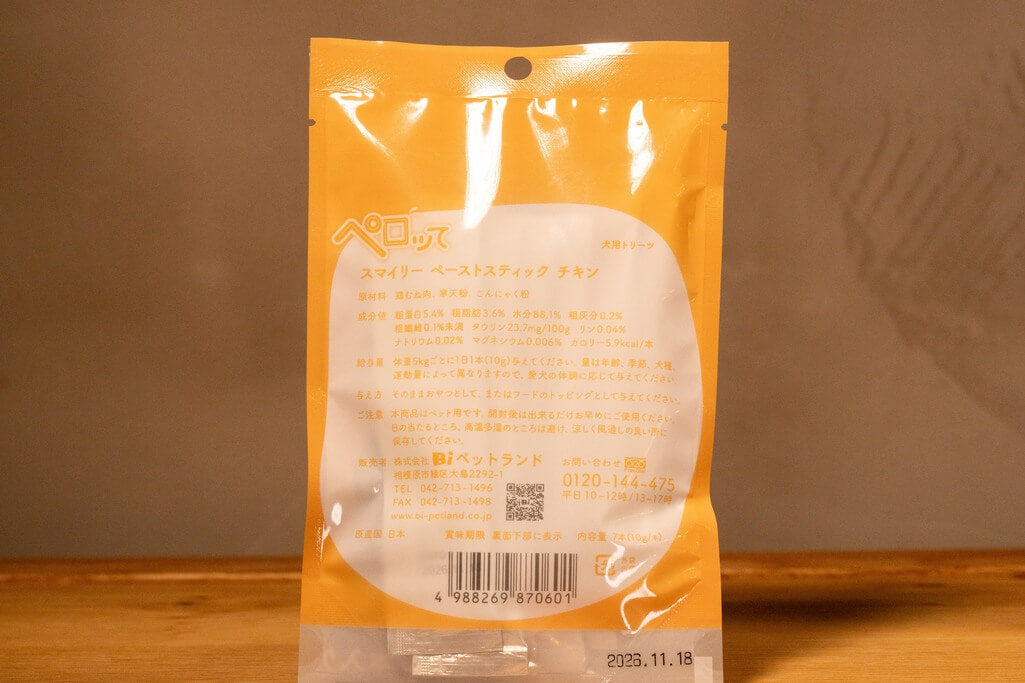 ペロッて
犬用トリーツ
スマイリー ペーストスティック チキン
原材料 鶏むね肉、寒天粉、こんにゃく粉
成分値 粗蛋白5.4% 粗脂肪3.6% 水分88.1% 粗灰分0.2%
粗繊維0.1%未満 タウリン23.7mg/100g リン0.04%
ナトリウム0.02% マグネシウム0.006% カロリー5.9kcal/本
給与量 体重5kgごとに1日1本(10g)与えてください。量は年齢、季節、犬種、
運動量によって異なりますので、愛犬の体調に応じて与えてください。
与え方 そのままおやつとして、またはフードのトッピングとして与えてください。
ご注意 本商品はペット用です。開封後は出来るだけお早めにご使用ください。
日の当たるところ、高温多湿のところは避け、涼しく風通しの良い所に
保存してください。
販売者 株式会社 Biペットランド
相模原市緑区大島2292-1
TEL 042-713-1496
FAX 042-713-1498
www.bi-petland.co.jp
お問い合わせ
0120-144-475
平日10~12時/13~17時
原産国 日本 賞味期限 裏面下部に表示 内容量 7本(10g/本)
4 988269 870601
2026.11.18